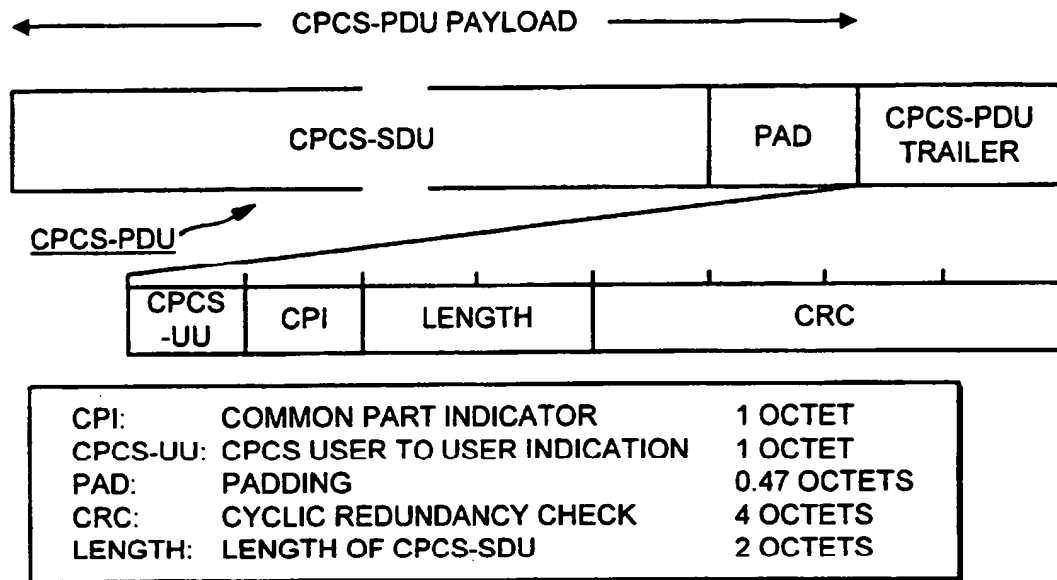 CPCS-PDU PAYLOAD
CPCS-SDU
PAD
CPCS-PDU
TRAILER
CPCS-PDU
CPCS
-UU
CPI
LENGTH
CRC
CPI: COMMON PART INDICATOR 1 OCTET
CPCS-UU: CPCS USER TO USER INDICATION 1 OCTET
PAD: PADDING 0.47 OCTETS
CRC: CYCLIC REDUNDANCY CHECK 4 OCTETS
LENGTH: LENGTH OF CPCS-SDU 2 OCTETS